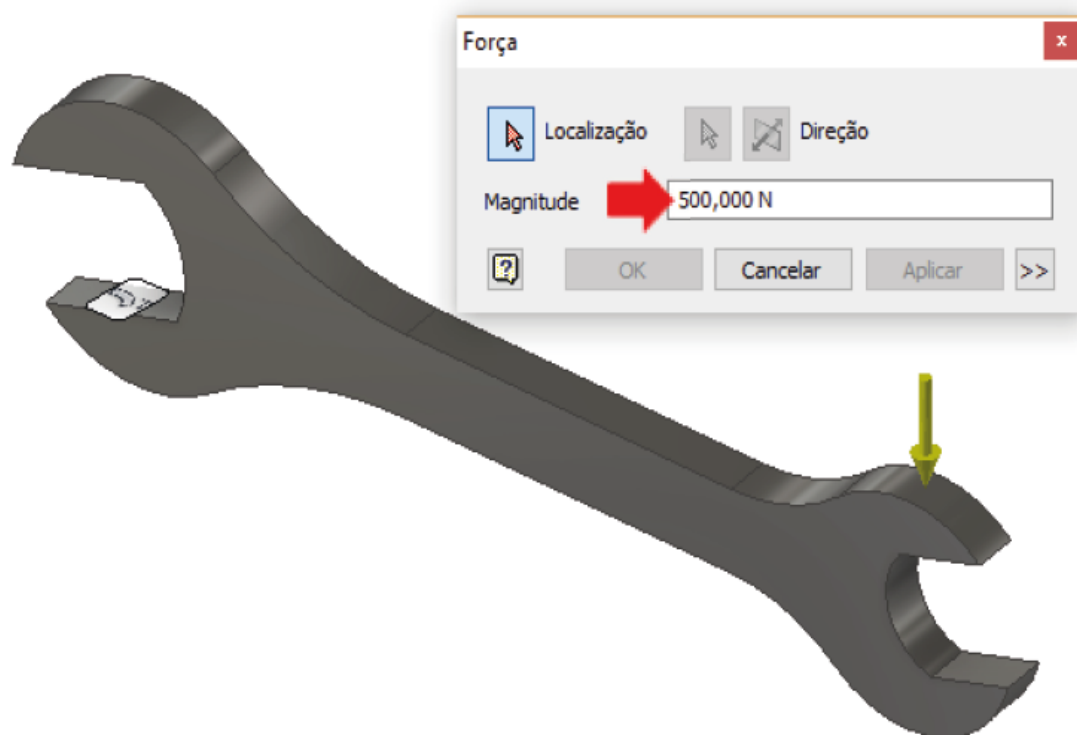 Força
x
Localização Direção
Magnitude 500,000 N
? OK Cancelar Aplicar >>